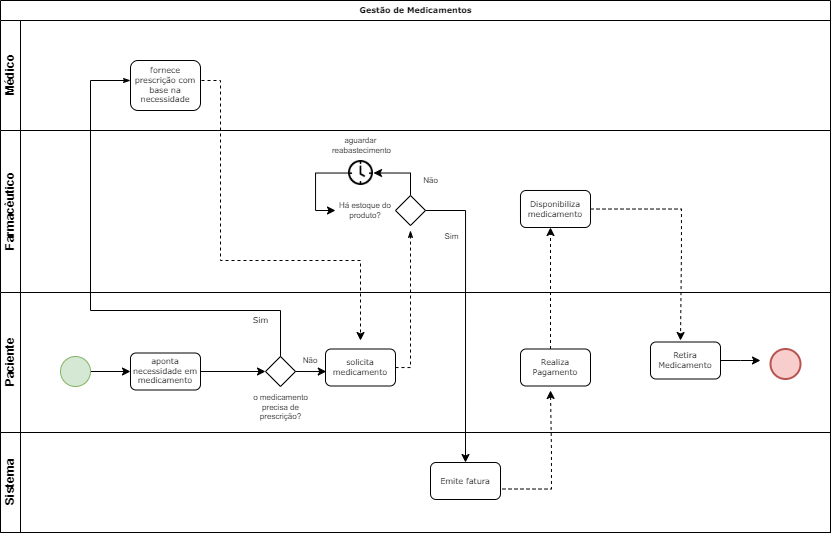 Gestão de Medicamentos
Médico
fornece
prescrição com
base na
necessidade
Farmacêutico
aguardar
reabastecimento
Não
Há estoque do
produto?
Sim
Disponibiliza
medicamento
Paciente
Sim
aponta
necessidade em
medicamento
Não
o medicamento
precisa de
prescrição?
solicita
medicamento
Realiza
Pagamento
Retira
Medicamento
Sistema
Emite fatura